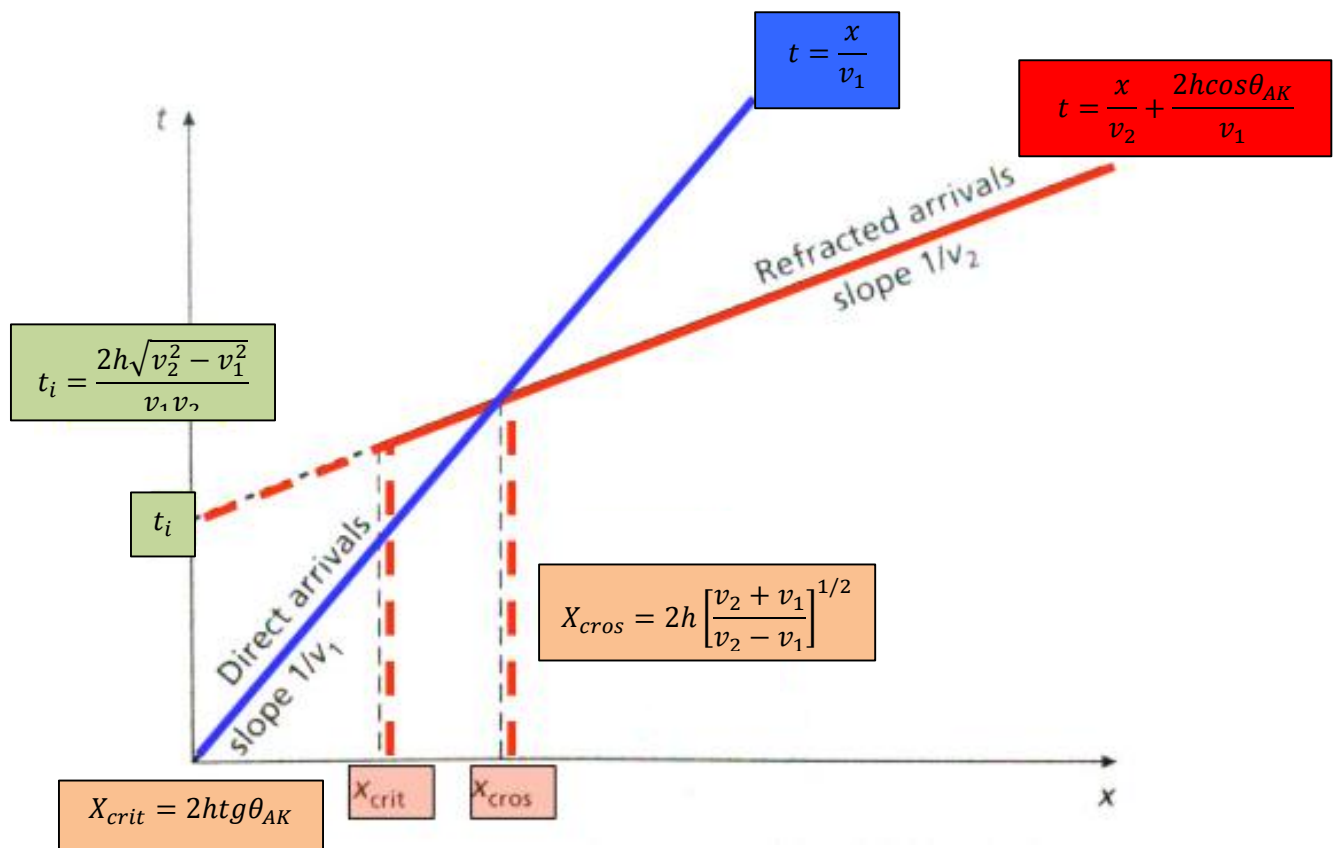 t = x/v₁
t = x/v₂ + 2hcosθ_AK/v₁
t
Refracted arrivals
slope 1/v₂
t_i = 2h√(v₂² − v₁²)/v₁v₂
t_i
Direct arrivals
slope 1/v₁
X_cros = 2h[(v₂ + v₁)/(v₂ − v₁)]^1/2
x_crit
x_cros
x
X_crit = 2htgθ_AK